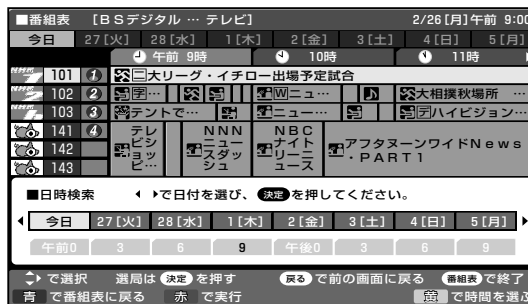 ■番組表 [BSデジタル … テレビ] 2/26[月]午前 9:00
今日 27[火] 28[水] 1[木] 2[金] 3[土] 4[日] 5[月]
午前 9時 10時 11時
101 1 二 大リーグ・イチロー出場予定試合
102 2 字… W ニュ… 大相撲秋場所 …
103 3 テントで… ニュー… デ ハイビジョン…
141 4 テレビショッピ… NNNニュースダッシュ NBCナイトリーニュース アフタヌーンワイドNews・PART1
142
143
■日時検索 ◀ ▶で日付を選び、 決定 を押してください。
◀ 今日 27[火] 28[水] 1[木] 2[金] 3[土] 4[日] 5[月] ▶
午前0 3 6 9 午後0 3 6 9
で選択 選局は 決定 を押す 戻る で前の画面に戻る 番組表 で終了
青 で番組表に戻る 赤 で実行 黄 で時間を選ぶ